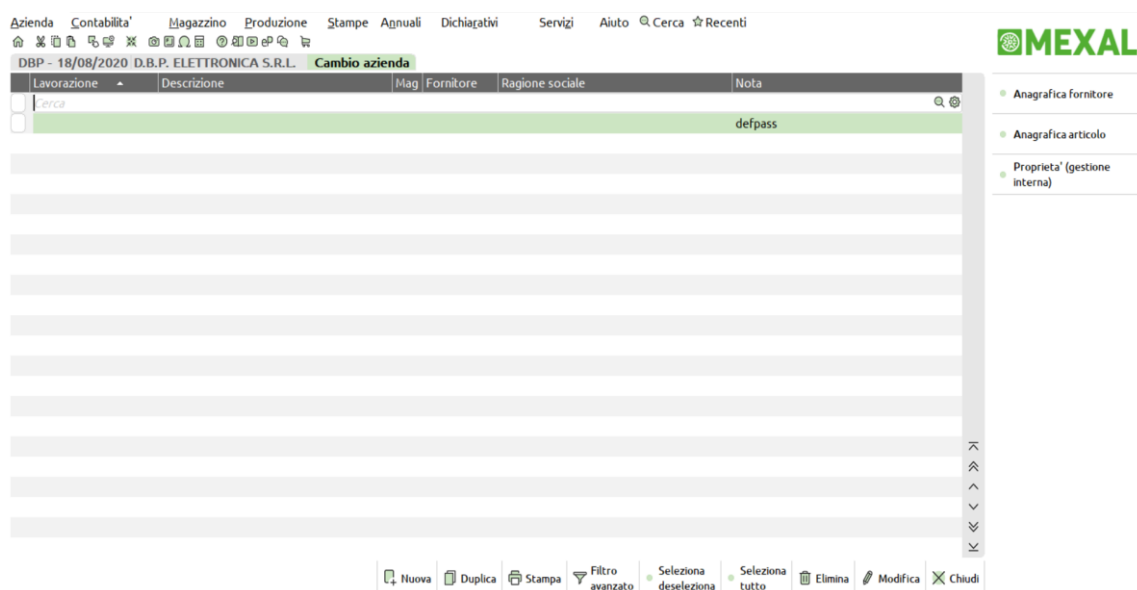 Azienda Contabilita' Magazzino Produzione Stampe Annuali Dichiarativi Servizi Aiuto Cerca Recenti
MEXAL
DBP - 18/08/2020 D.B.P. ELETTRONICA S.R.L. Cambio azienda
Lavorazione Descrizione Mag Fornitore Ragione sociale Nota
Cerca
defpass
Anagrafica fornitore
Anagrafica articolo
Proprieta' (gestione
interna)
Nuova Duplica Stampa Filtro avanzato Seleziona deseleziona Seleziona tutto Elimina Modifica Chiudi